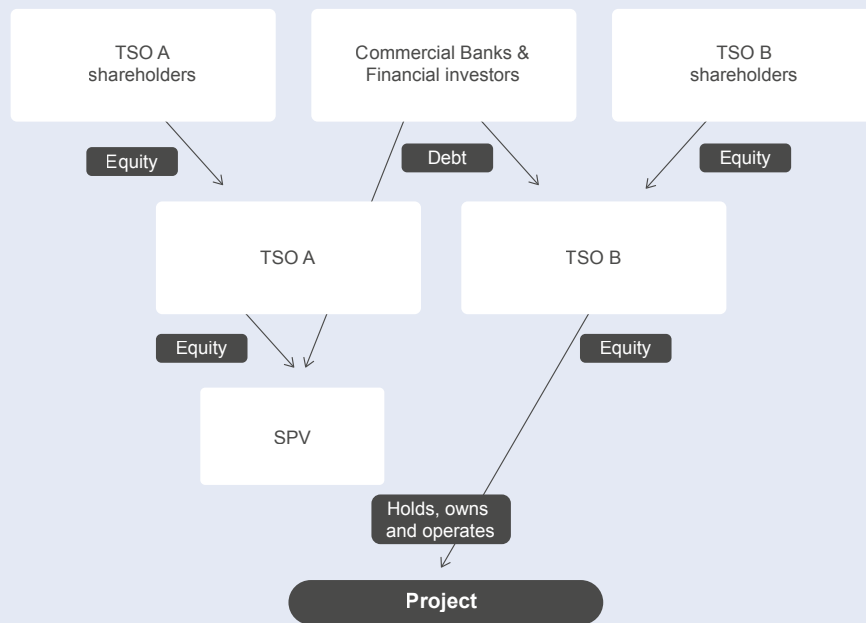 TSO A
shareholders
Commercial Banks &
Financial investors
TSO B
shareholders
Equity
Debt
Equity
TSO A
TSO B
Equity
Equity
SPV
Holds, owns
and operates
Project